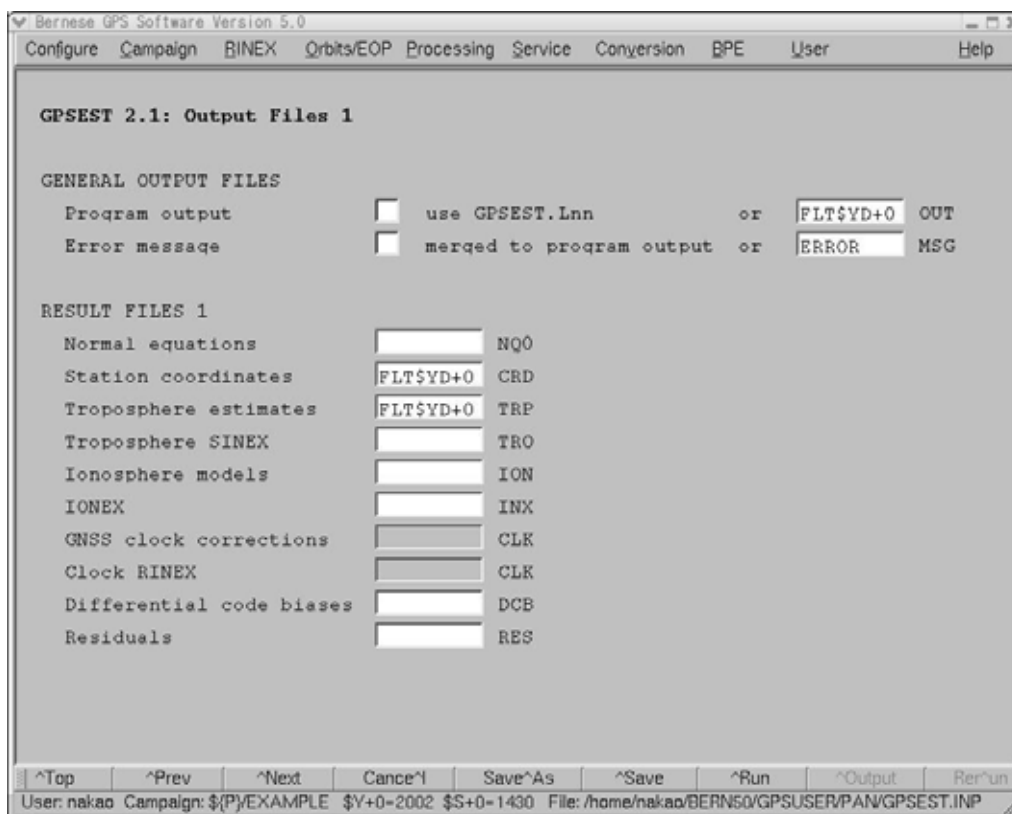 Bernese GPS Software Version 5.0
Configure Campaign RINEX Orbits/EOP Processing Service Conversion BPE User Help
GPSEST 2.1: Output Files 1
GENERAL OUTPUT FILES
Program output use GPSEST.Lnn or FLT$YD+0 OUT
Error message merged to program output or ERROR MSG
RESULT FILES 1
Normal equations NQ0
Station coordinates FLT$YD+0 CRD
Troposphere estimates FLT$YD+0 TRP
Troposphere SINEX TRO
Ionosphere models ION
IONEX INX
GNSS clock corrections CLK
Clock RINEX CLK
Differential code biases DCB
Residuals RES
^Top ^Prev ^Next Cance^l Save^As ^Save ^Run ^Output Rer^un
User: nakao Campaign: ${P}/EXAMPLE $Y+0=2002 $S+0=1430 File: /home/nakao/BERN50/GPSUSER/PAN/GPSEST.INP